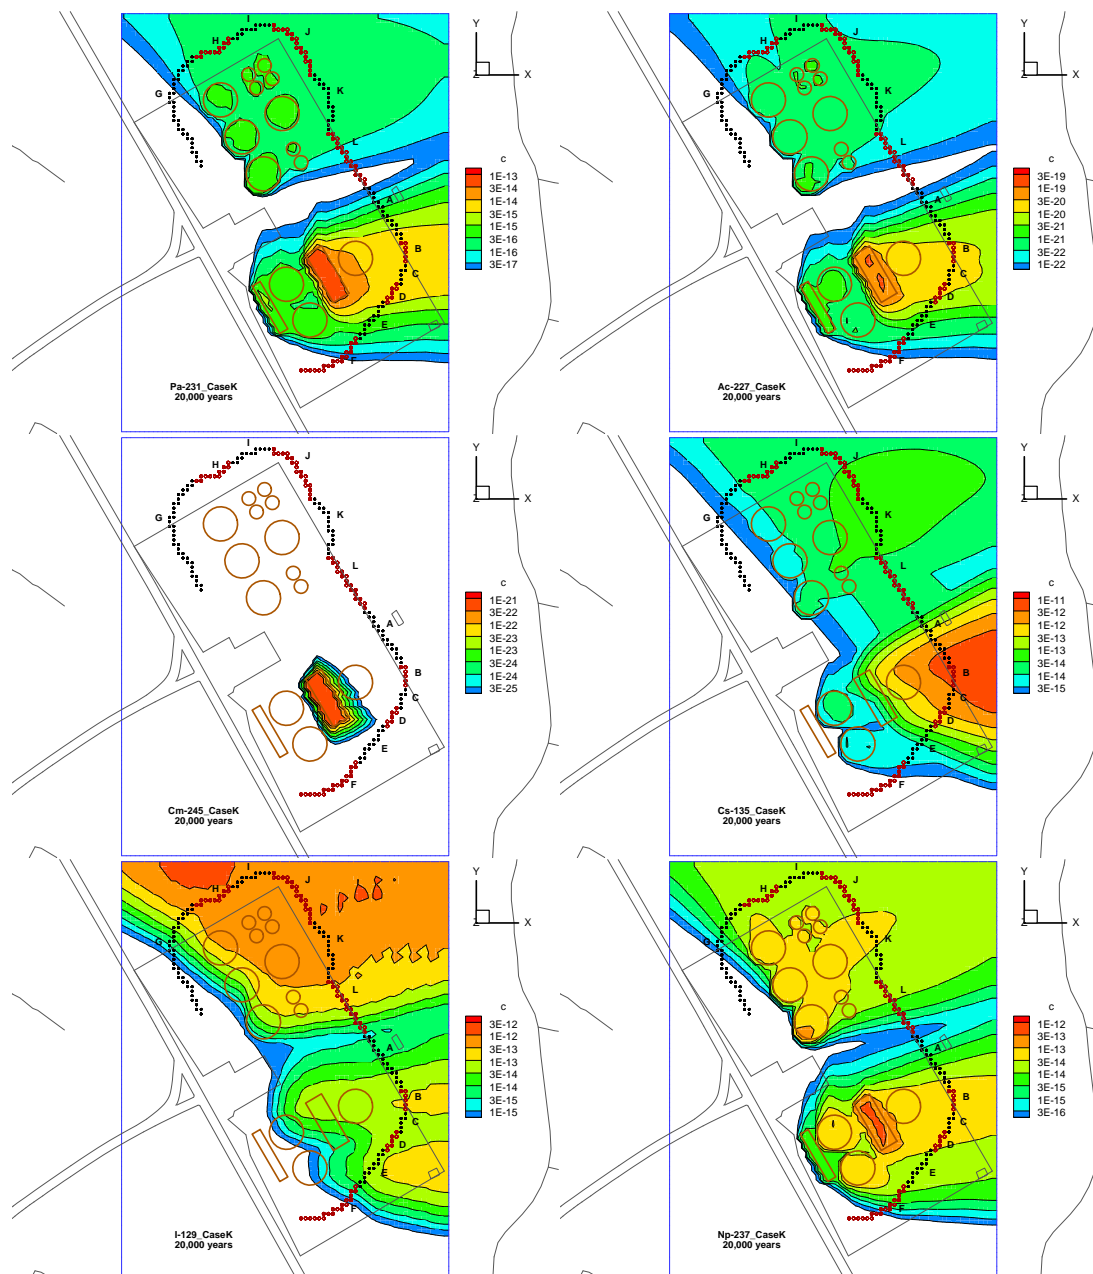 Y
X
Z
I
H
J
G
K
L
A
B
C
D
E
F
c
1E-13
3E-14
1E-14
3E-15
1E-15
3E-16
1E-16
3E-17
Pa-231_CaseK
20,000 years
Y
X
Z
I
H
J
G
K
L
A
B
C
D
E
F
c
3E-19
1E-19
3E-20
1E-20
3E-21
1E-21
3E-22
1E-22
Ac-227_CaseK
20,000 years
Y
X
Z
I
H
J
G
K
L
A
B
C
D
E
F
c
1E-21
3E-22
1E-22
3E-23
1E-23
3E-24
1E-24
3E-25
Cm-245_CaseK
20,000 years
Y
X
Z
I
H
J
G
K
L
A
B
C
D
E
F
c
1E-11
3E-12
1E-12
3E-13
1E-13
3E-14
1E-14
3E-15
Cs-135_CaseK
20,000 years
Y
X
Z
I
H
J
G
K
L
A
B
C
D
E
F
c
3E-12
1E-12
3E-13
1E-13
3E-14
1E-14
3E-15
1E-15
I-129_CaseK
20,000 years
Y
X
Z
I
H
J
G
K
L
A
B
C
D
E
F
c
1E-12
3E-13
1E-13
3E-14
1E-14
3E-15
1E-15
3E-16
Np-237_CaseK
20,000 years